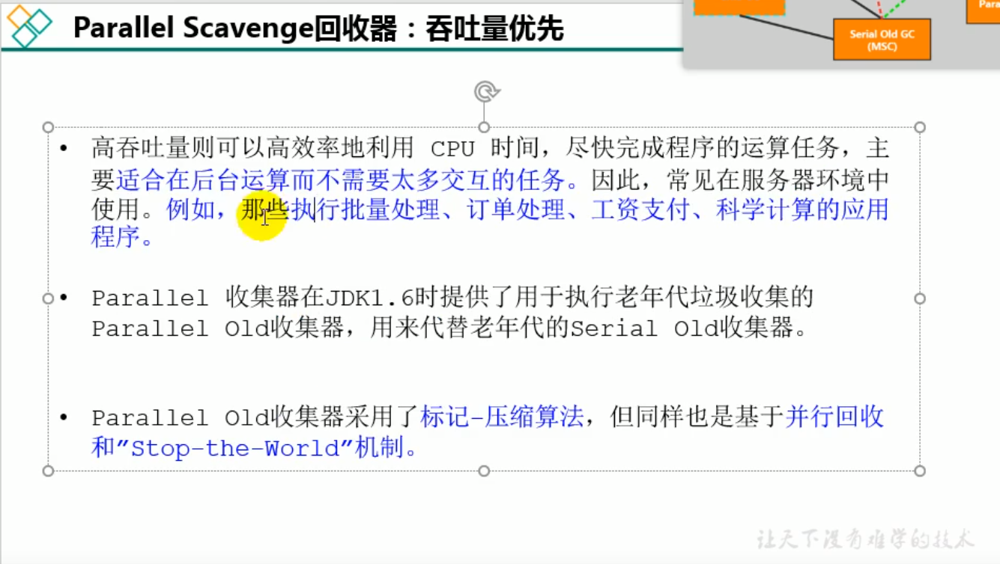 Parallel Scavenge回收器：吞吐量优先
Serial Old GC
(MSC)
Para
• 高吞吐量则可以高效率地利用 CPU 时间，尽快完成程序的运算任务，主
要适合在后台运算而不需要太多交互的任务。因此，常见在服务器环境中
使用。例如，那些执行批量处理、订单处理、工资支付、科学计算的应用
程序。
• Parallel 收集器在JDK1.6时提供了用于执行老年代垃圾收集的
Parallel Old收集器，用来代替老年代的Serial Old收集器。
• Parallel Old收集器采用了标记-压缩算法，但同样也是基于并行回收
和”Stop-the-World”机制。
让天下没有难学的技术